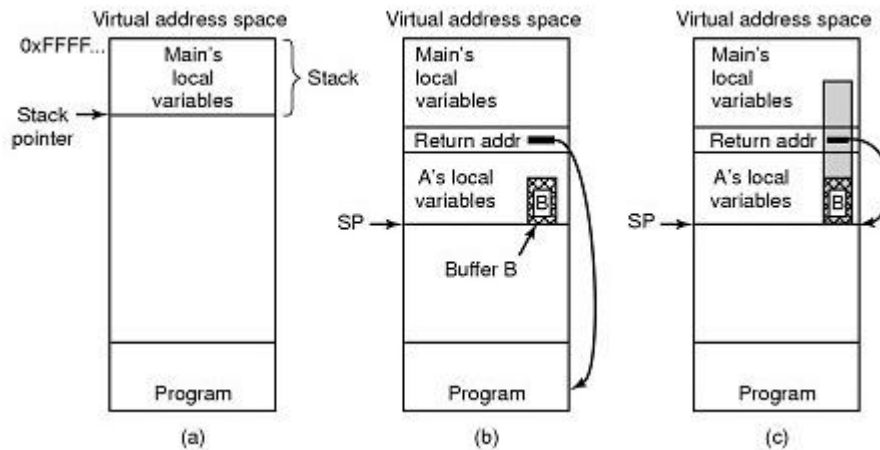 Virtual address space
0xFFFF...
Main's
local
variables
Stack
Stack
pointer
Program
(a)
Virtual address space
Main's
local
variables
Return addr
A's local
variables
B
SP
Buffer B
Program
(b)
Virtual address space
Main's
local
variables
Return addr
A's local
variables
B
SP
Program
(c)